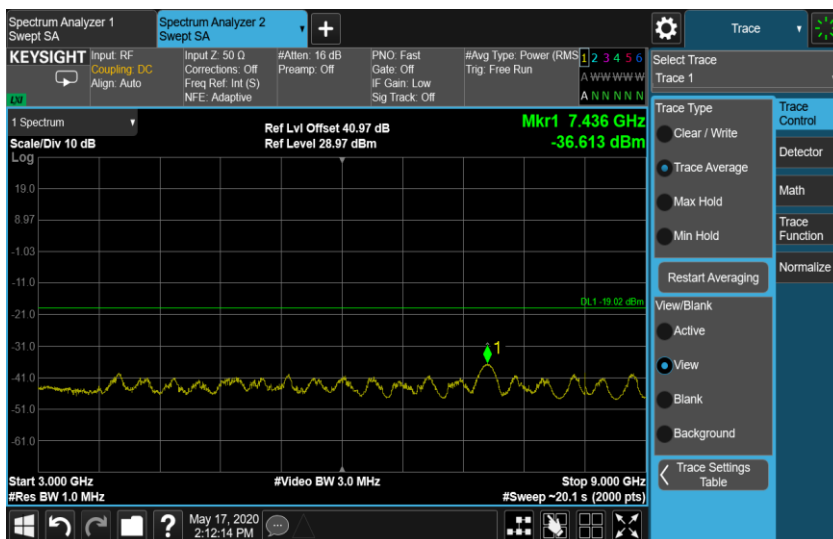 Spectrum Analyzer 1
Swept SA
Spectrum Analyzer 2
Swept SA
Trace
KEYSIGHT
LXI
Input: RF
Coupling: DC
Align: Auto
Input Z: 50 Ω
Corrections: Off
Freq Ref: Int (S)
NFE: Adaptive
#Atten: 16 dB
Preamp: Off
PNO: Fast
Gate: Off
IF Gain: Low
Sig Track: Off
#Avg Type: Power (RMS
Trig: Free Run
1 2 3 4 5 6
A W W W W W
A N N N N N
Select Trace
Trace 1
1 Spectrum
Scale/Div 10 dB
Log
Ref Lvl Offset 40.97 dB
Ref Level 28.97 dBm
Mkr1 7.436 GHz
-36.613 dBm
19.0
8.97
-1.03
-11.0
-21.0
-31.0
-41.0
-51.0
-61.0
DL1 -19.02 dBm
1
Start 3.000 GHz
#Res BW 1.0 MHz
#Video BW 3.0 MHz
Stop 9.000 GHz
#Sweep ~20.1 s (2000 pts)
Trace Type
Clear / Write
Trace Average
Max Hold
Min Hold
Restart Averaging
View/Blank
Active
View
Blank
Background
Trace Settings
Table
Trace
Control
Detector
Math
Trace
Function
Normalize
?
May 17, 2020
2:12:14 PM